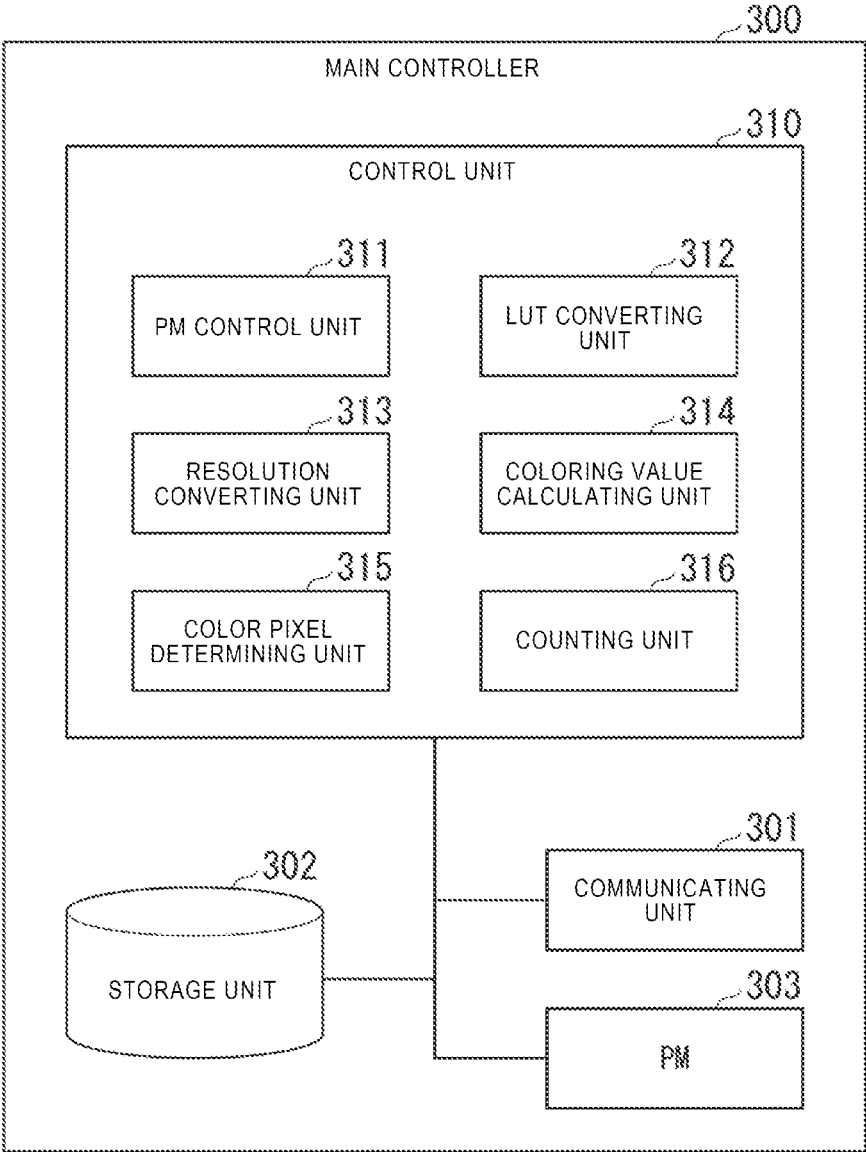 300
MAIN CONTROLLER
310
CONTROL UNIT
311
PM CONTROL UNIT
312
LUT CONVERTING
UNIT
313
RESOLUTION
CONVERTING UNIT
314
COLORING VALUE
CALCULATING UNIT
315
COLOR PIXEL
DETERMINING UNIT
316
COUNTING UNIT
302
STORAGE UNIT
301
COMMUNICATING
UNIT
303
PM